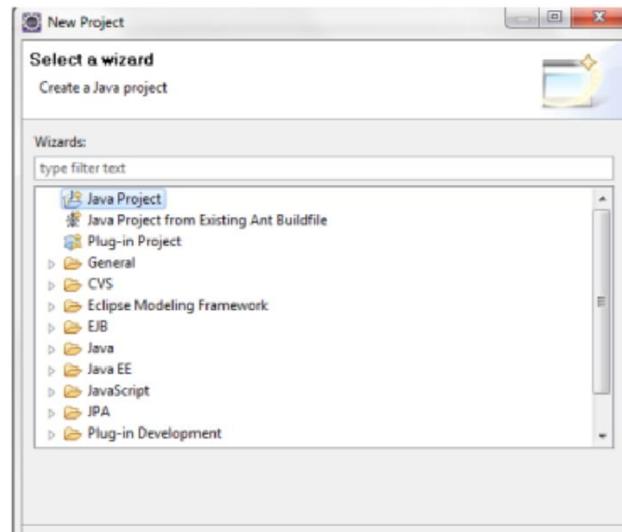 New Project
Select a wizard
Create a Java project
Wizards:
type filter text
Java Project
Java Project from Existing Ant Buildfile
Plug-in Project
General
CVS
Eclipse Modeling Framework
EJB
Java
Java EE
JavaScript
JPA
Plug-in Development